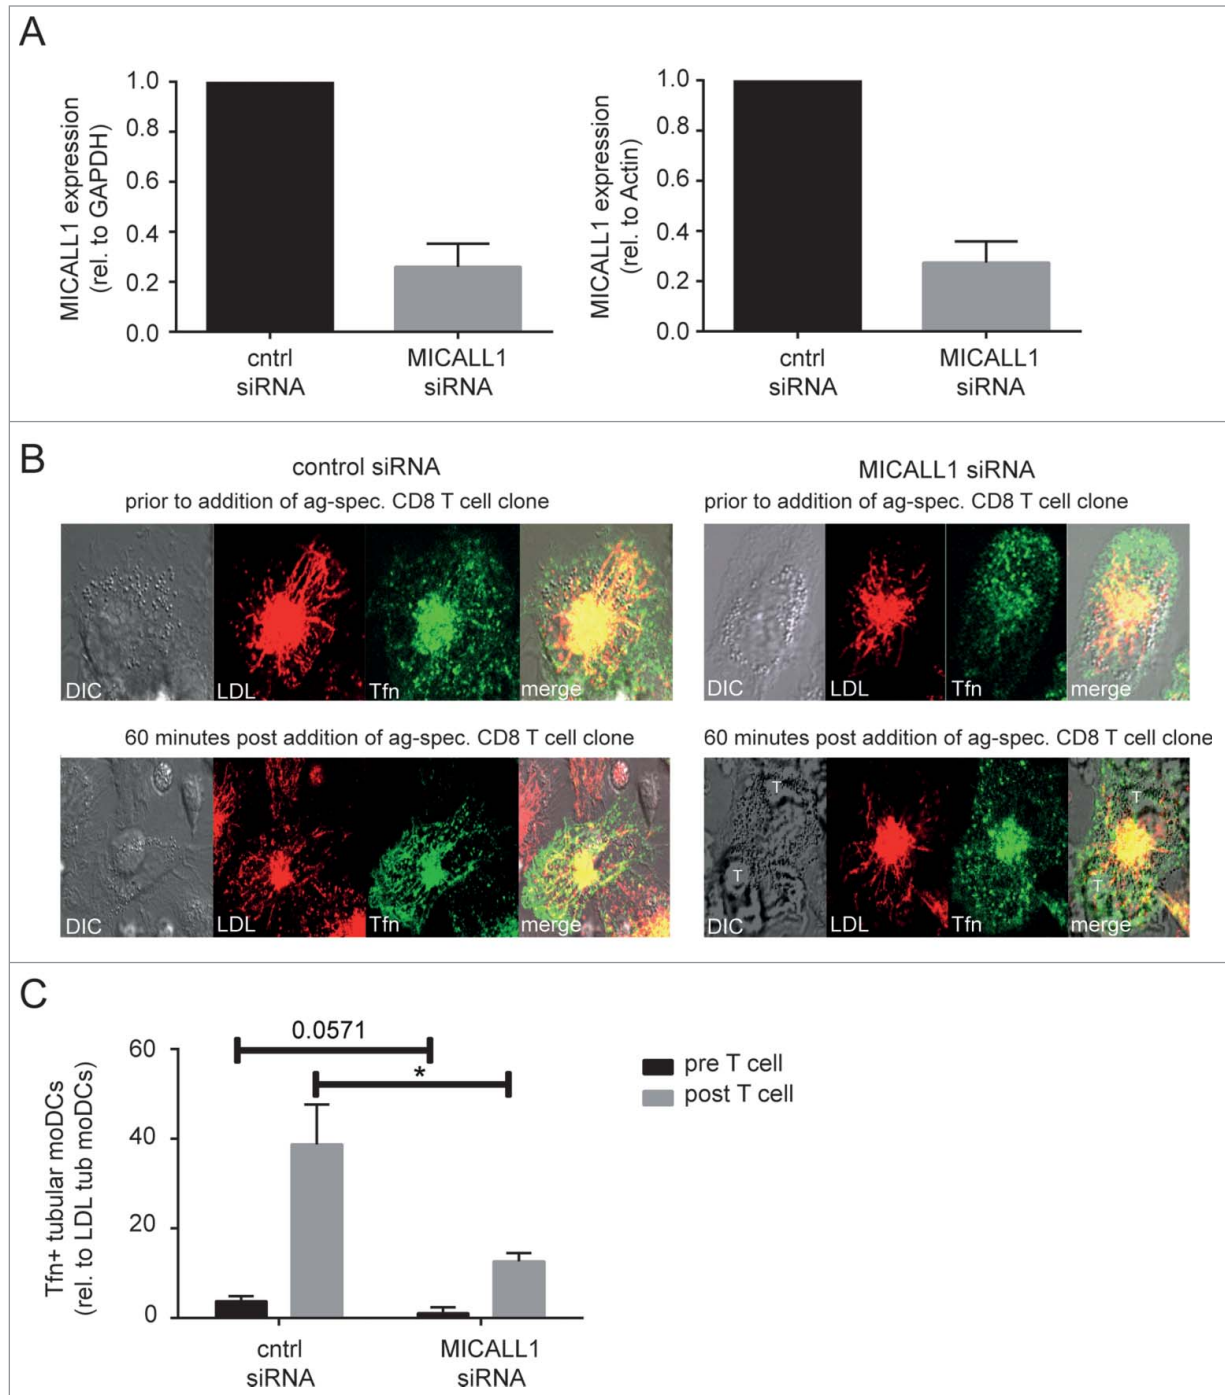 A
MICALL1 expression
(rel. to GAPDH)
1.0
0.8
0.6
0.4
0.2
0.0
cntrl
siRNA
MICALL1
siRNA
MICALL1 expression
(rel. to Actin)
1.0
0.8
0.6
0.4
0.2
0.0
cntrl
siRNA
MICALL1
siRNA
B
control siRNA
prior to addition of ag-spec. CD8 T cell clone
DIC
LDL
Tfn
merge
60 minutes post addition of ag-spec. CD8 T cell clone
DIC
LDL
Tfn
merge
MICALL1 siRNA
prior to addition of ag-spec. CD8 T cell clone
DIC
LDL
Tfn
merge
60 minutes post addition of ag-spec. CD8 T cell clone
T
T
DIC
LDL
Tfn
T
T
merge
C
Tfn+ tubular moDCs
(rel. to LDL tub moDCs)
60
40
20
0
0.0571
*
cntrl
siRNA
MICALL1
siRNA
pre T cell
post T cell